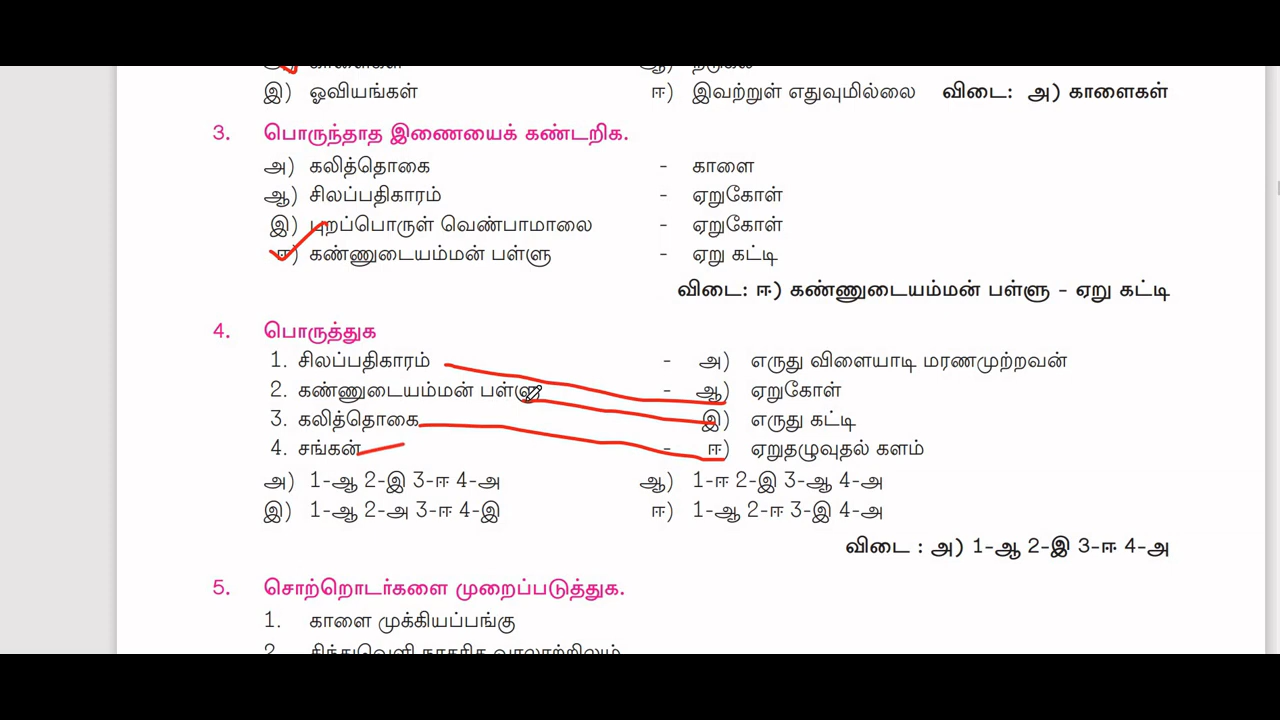 இ) ஓவியங்கள் ஈ) இவற்றுள் எதுவுமில்லை விடை: அ) காளைகள்
3. பொருந்தாத இணையைக் கண்டறிக.
அ) கலித்தொகை - காளை
ஆ) சிலப்பதிகாரம் - ஏறுகோள்
இ) புறப்பொருள் வெண்பாமாலை - ஏறுகோள்
ஈ) கண்ணுடையம்மன் பள்ளு - ஏறு கட்டி
விடை: ஈ) கண்ணுடையம்மன் பள்ளு - ஏறு கட்டி
4. பொருத்துக
1. சிலப்பதிகாரம் - அ) எருது விளையாடி மரணமுற்றவன்
2. கண்ணுடையம்மன் பள்ளு - ஆ) ஏறுகோள்
3. கலித்தொகை இ) எருது கட்டி
4. சங்கன் - ஈ) ஏறுதழுவுதல் களம்
அ) 1-ஆ 2-இ 3-ஈ 4-அ ஆ) 1-ஈ 2-இ 3-ஆ 4-அ
இ) 1-ஆ 2-அ 3-ஈ 4-இ ஈ) 1-ஆ 2-ஈ 3-இ 4-அ
விடை : அ) 1-ஆ 2-இ 3-ஈ 4-அ
5. சொற்றொடர்களை முறைப்படுத்துக.
1. காளை முக்கியப்பங்கு
2. சிந்துவெளி நாகரிக வரலாற்றிலும்